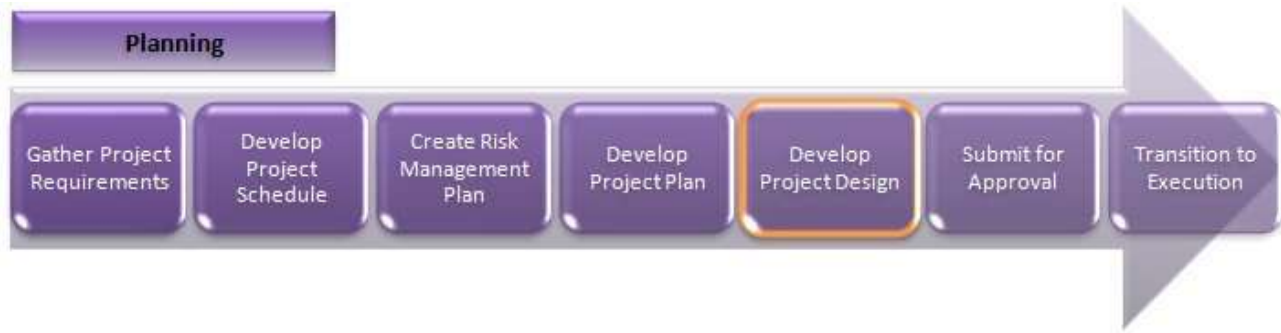 Planning
Gather Project
Requirements
Develop
Project
Schedule
Create Risk
Management
Plan
Develop
Project Plan
Develop
Project Design
Submit for
Approval
Transition to
Execution